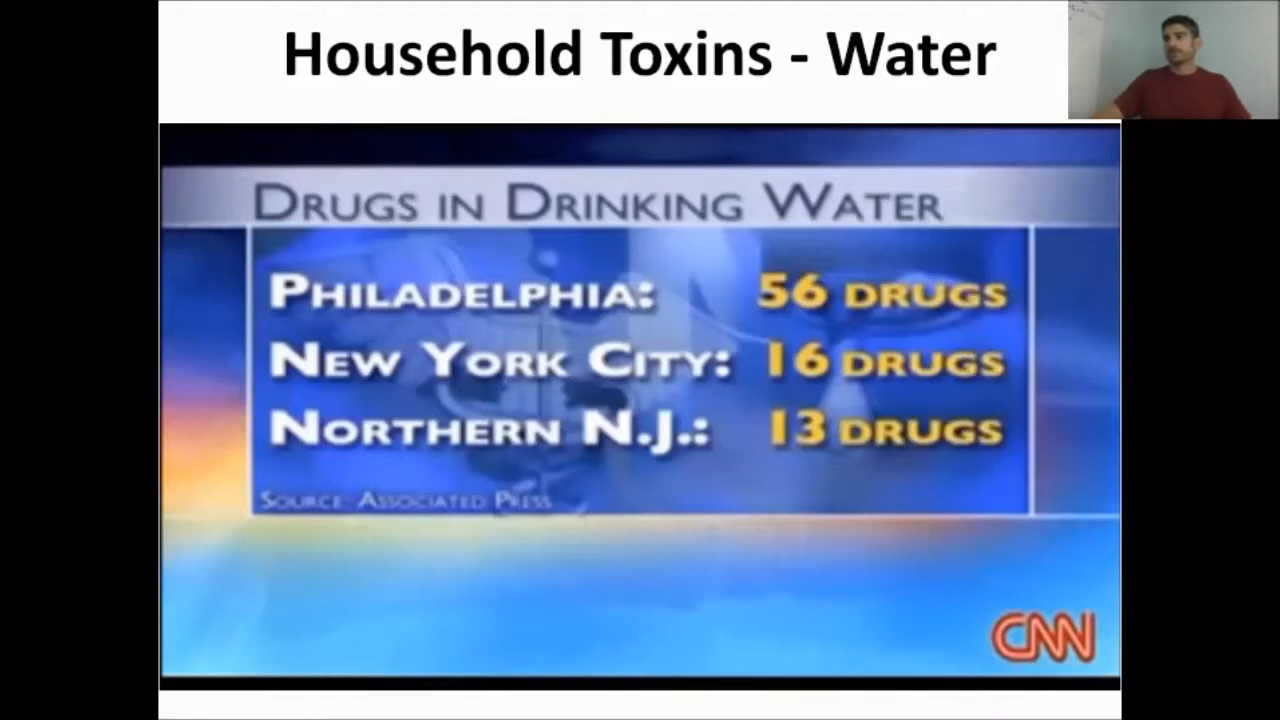 Household Toxins - Water
DRUGS IN DRINKING WATER
PHILADELPHIA: 56 DRUGS
NEW YORK CITY: 16 DRUGS
NORTHERN N.J.: 13 DRUGS
SOURCE: ASSOCIATED PRESS
CNN